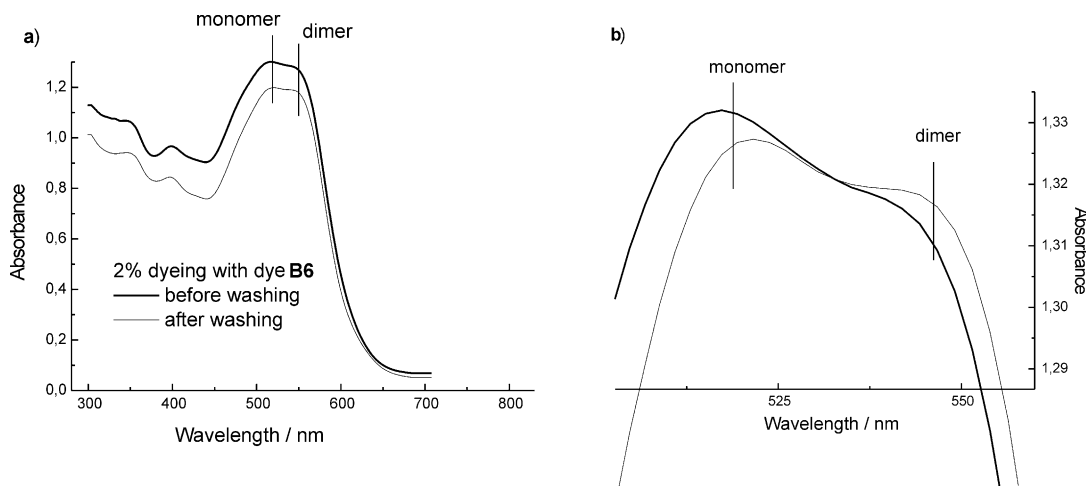 a)
monomer
dimer
1,2
1,0
0,8
0,6
0,4
0,2
0,0
Absorbance
2% dyeing with dye B6
before washing
after washing
300 400 500 600 700 800
Wavelength / nm
b)
monomer
dimer
1,33
1,32
1,31
1,30
1,29
Absorbance
525 550
Wavelength / nm